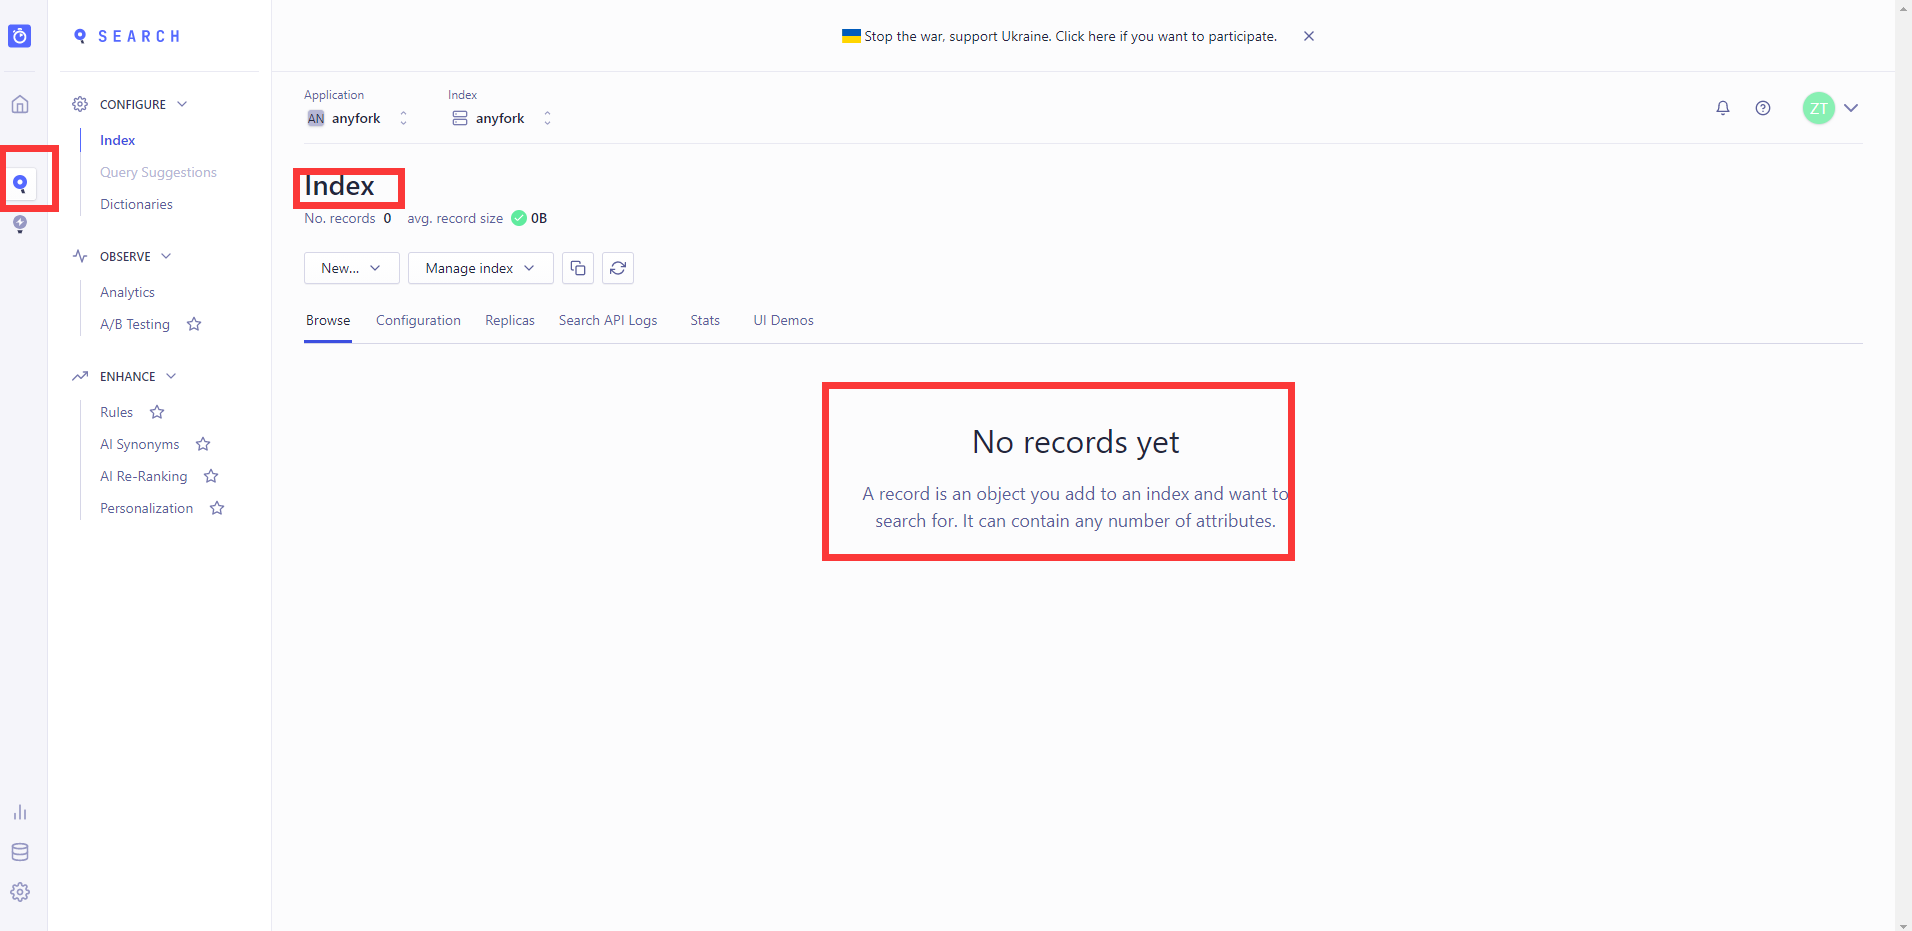 SEARCH
Stop the war, support Ukraine. Click here if you want to participate.
CONFIGURE
Index
Query Suggestions
Dictionaries
OBSERVE
Analytics
A/B Testing
ENHANCE
Rules
AI Synonyms
AI Re-Ranking
Personalization
Application
Index
AN anyfork
anyfork
ZT
Index
No. records 0 avg. record size 0B
New... Manage index
Browse Configuration Replicas Search API Logs Stats UI Demos
No records yet
A record is an object you add to an index and want to
search for. It can contain any number of attributes.